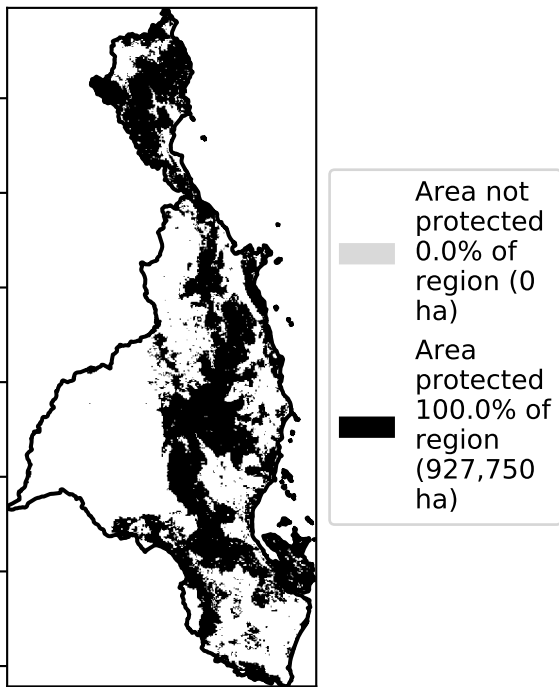 Area not
protected
0.0% of
region (0
ha)
Area
protected
100.0% of
region
(927,750
ha)